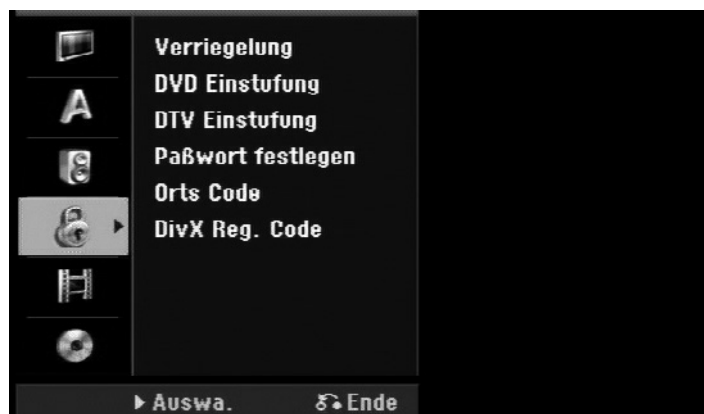 Verriegelung
DVD Einstufung
DTV Einstufung
Paßwort festlegen
Orts Code
DivX Reg. Code
Auswa. Ende